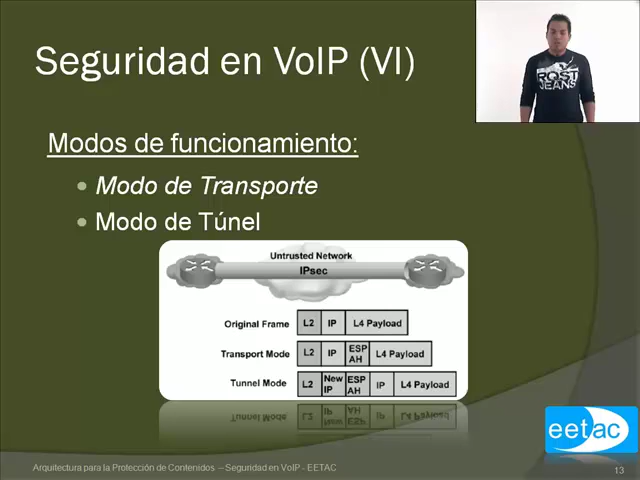 Seguridad en VoIP (VI)
RQST
JEANS
Modos de funcionamiento:
Modo de Transporte
Modo de Túnel
Untrusted Network
IPsec
Original Frame L2 IP L4 Payload
Transport Mode L2 IP ESP AH L4 Payload
Tunnel Mode L2 New IP ESP AH IP L4 Payload
eetac
Arquitectura para la Protección de Contenidos – Seguridad en VoIP - EETAC
13